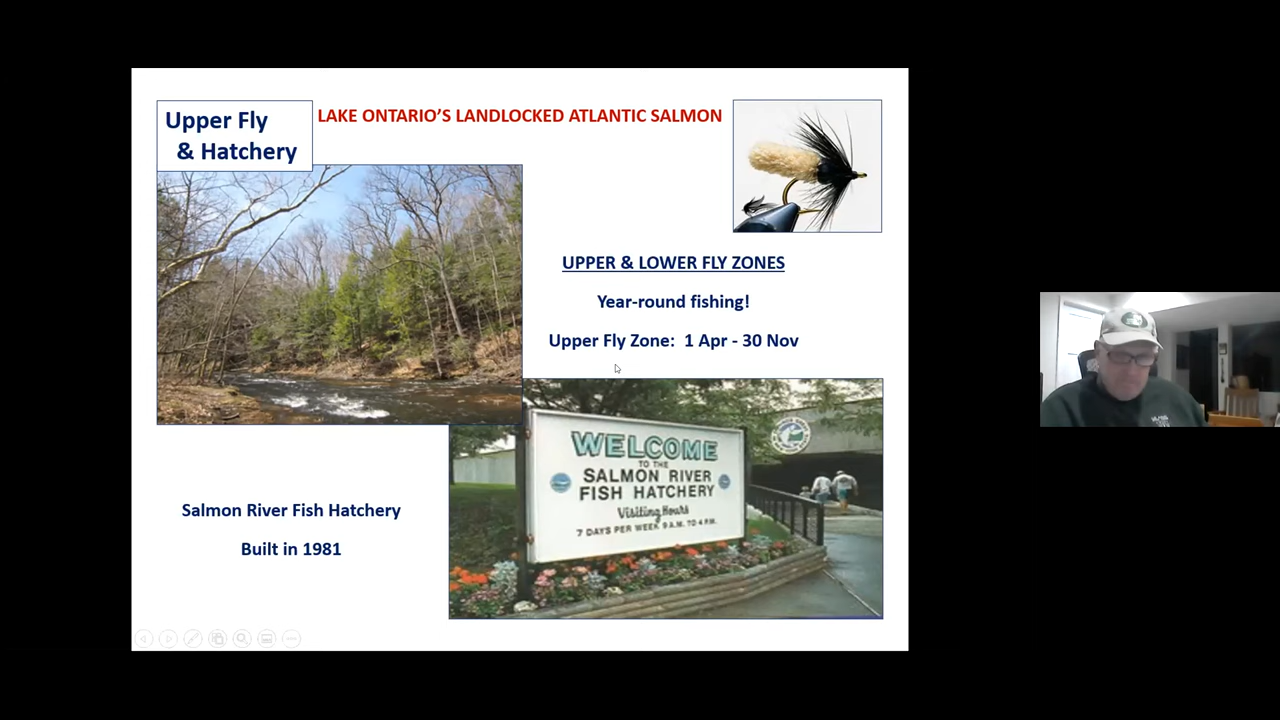 Upper Fly
& Hatchery
LAKE ONTARIO'S LANDLOCKED ATLANTIC SALMON
UPPER & LOWER FLY ZONES
Year-round fishing!
Upper Fly Zone: 1 Apr - 30 Nov
WELCOME
TO THE
SALMON RIVER
FISH HATCHERY
Visiting Hours
7 DAYS PER WEEK 9 A.M. TO 4 P.M.
Salmon River Fish Hatchery
Built in 1981